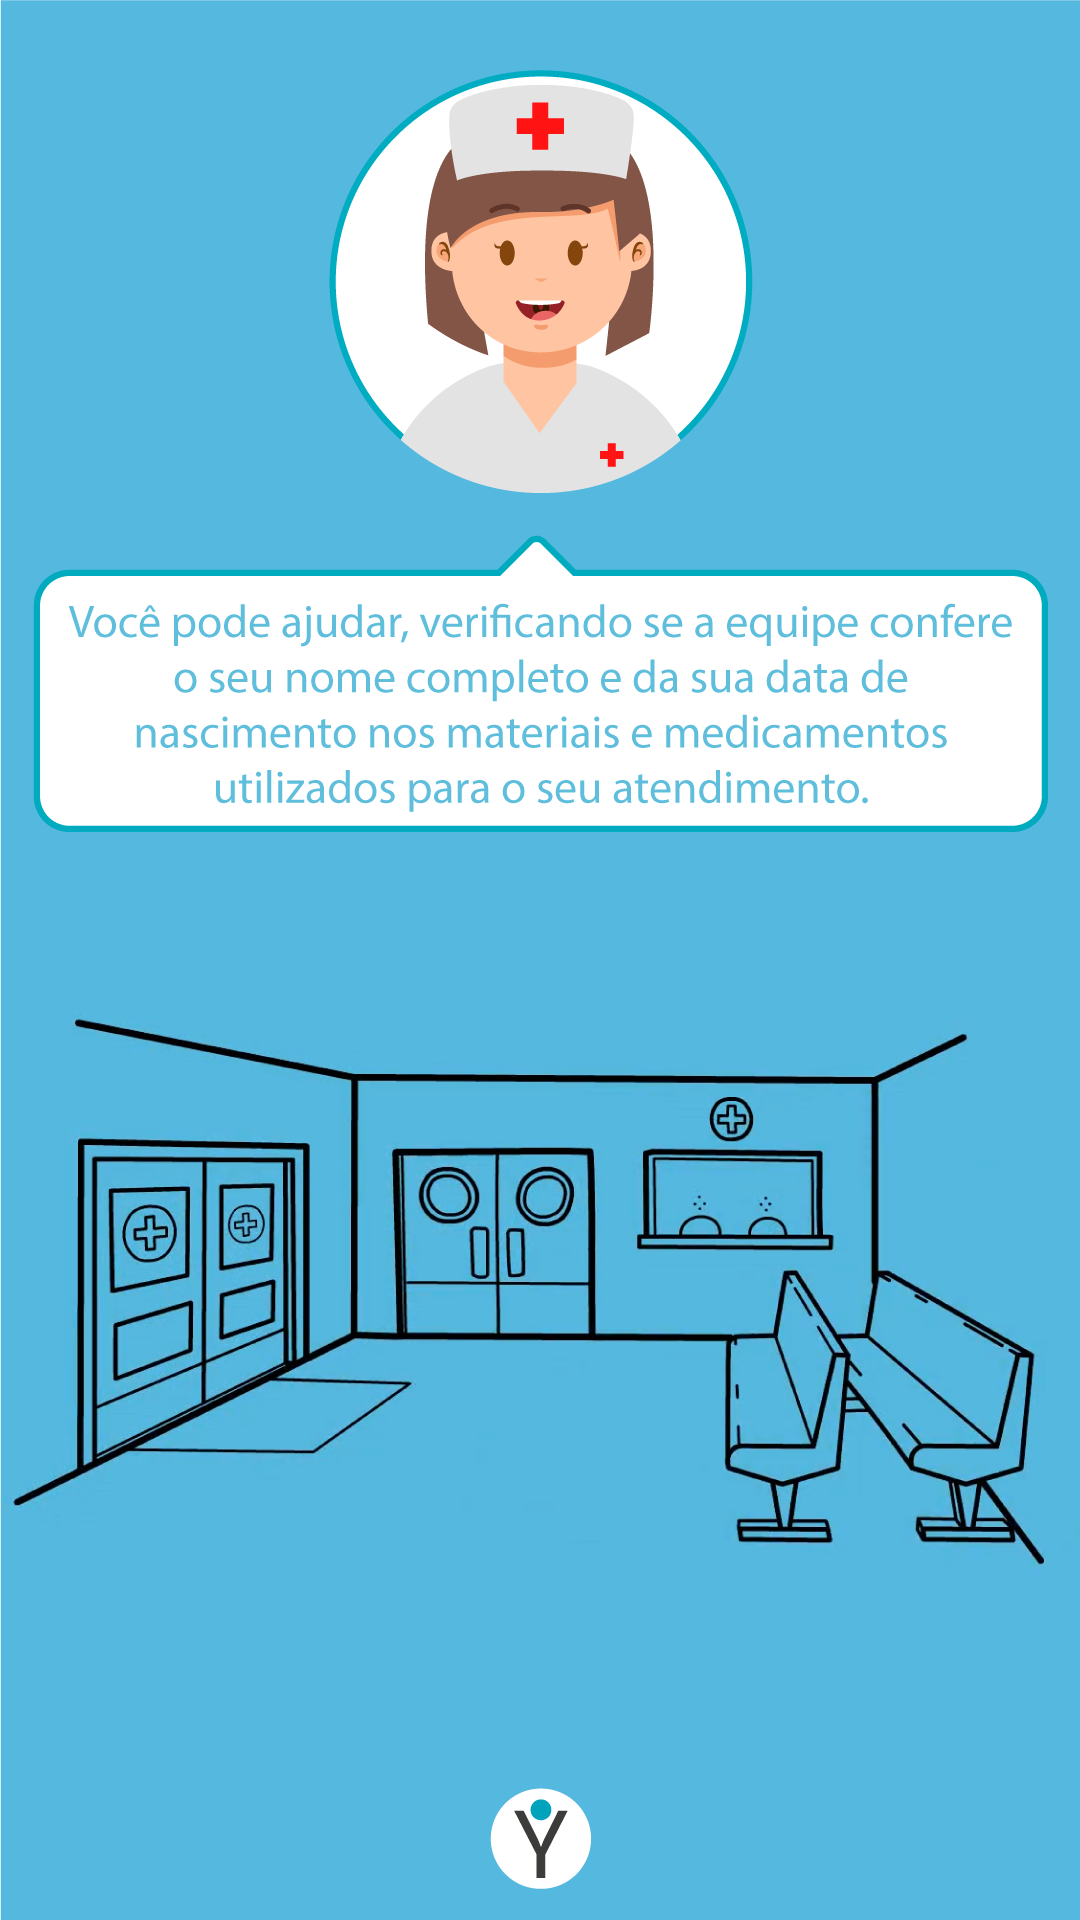 Você pode ajudar, verificando se a equipe confere
o seu nome completo e da sua data de
nascimento nos materiais e medicamentos
utilizados para o seu atendimento.